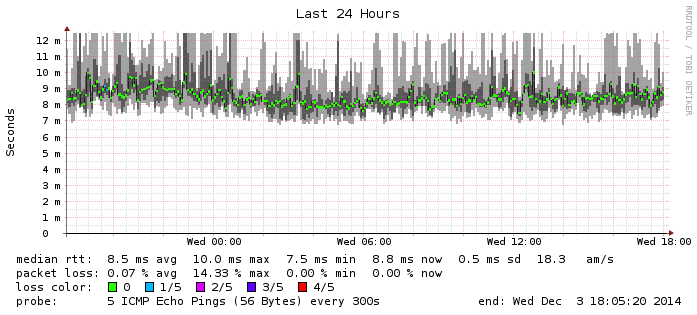 Last 24 Hours
RRDTOOL / TOBI OETIKER
Seconds
12 m
11 m
10 m
9 m
8 m
7 m
6 m
5 m
4 m
3 m
2 m
1 m
0
Wed 00:00 Wed 06:00 Wed 12:00 Wed 18:00
median rtt: 8.5 ms avg 10.0 ms max 7.5 ms min 8.8 ms now 0.5 ms sd 18.3 am/s
packet loss: 0.07 % avg 14.33 % max 0.00 % min 0.00 % now
loss color: 0 1/5 2/5 3/5 4/5
probe: 5 ICMP Echo Pings (56 Bytes) every 300s end: Wed Dec 3 18:05:20 2014